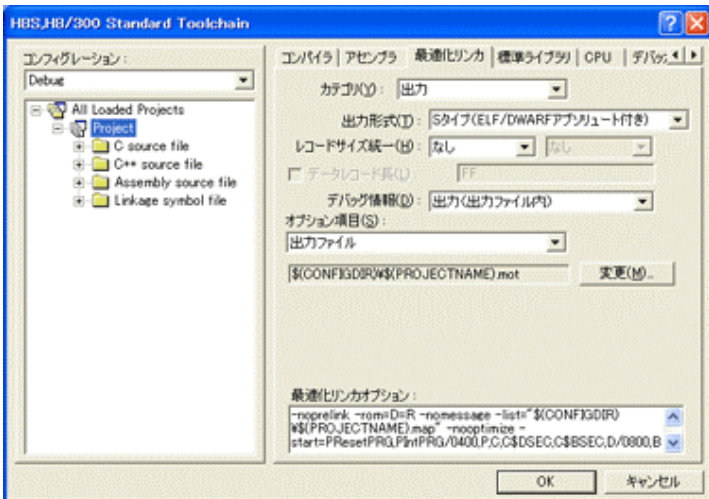 H8S,H8/300 Standard Toolchain
コンフィグレーション :
Debug
All Loaded Projects
Project
C source file
C++ source file
Assembly source file
Linkage symbol file
コンパイラ アセンブラ 最適化リンカ 標準ライブラリ CPU デバッ
カテゴリ(Y) : 出力
出力形式(T) : Sタイプ(ELF/DWARFアブソリュート付き)
レコードサイズ統一(H) : なし なし
データレコード長(L) : FF
デバッグ情報(D) : 出力(出力ファイル内)
オプション項目(S) :
出力ファイル
$(CONFIGDIR)¥$(PROJECTNAME).mot 変更(M)...
最適化リンカオプション :
-noprelink -rom=D=R -nomessage -list="$(CONFIGDIR)
¥$(PROJECTNAME).map" -nooptimize -
start=PResetPRG,PIntPRG/0400,P,C,C$DSEC,C$BSEC,D/0800,B
OK キャンセル